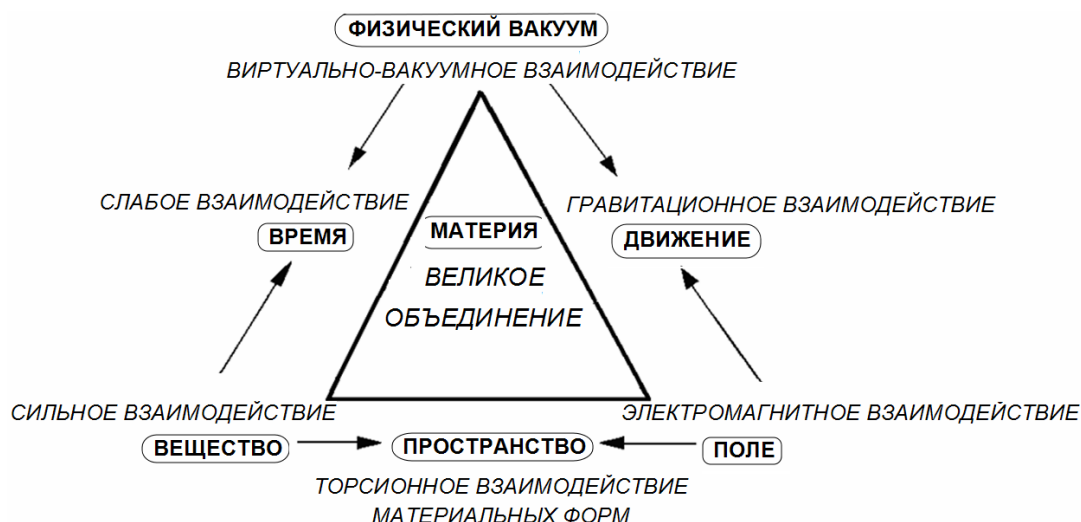 ФИЗИЧЕСКИЙ ВАКУУМ
ВИРТУАЛЬНО-ВАКУУМНОЕ ВЗАИМОДЕЙСТВИЕ
СЛАБОЕ ВЗАИМОДЕЙСТВИЕ
ВРЕМЯ
ГРАВИТАЦИОННОЕ ВЗАИМОДЕЙСТВИЕ
ДВИЖЕНИЕ
МАТЕРИЯ
ВЕЛИКОЕ
ОБЪЕДИНЕНИЕ
СИЛЬНОЕ ВЗАИМОДЕЙСТВИЕ
ВЕЩЕСТВО
ЭЛЕКТРОМАГНИТНОЕ ВЗАИМОДЕЙСТВИЕ
ПОЛЕ
ПРОСТРАНСТВО
ТОРСИОННОЕ ВЗАИМОДЕЙСТВИЕ
МАТЕРИАЛЬНЫХ ФОРМ